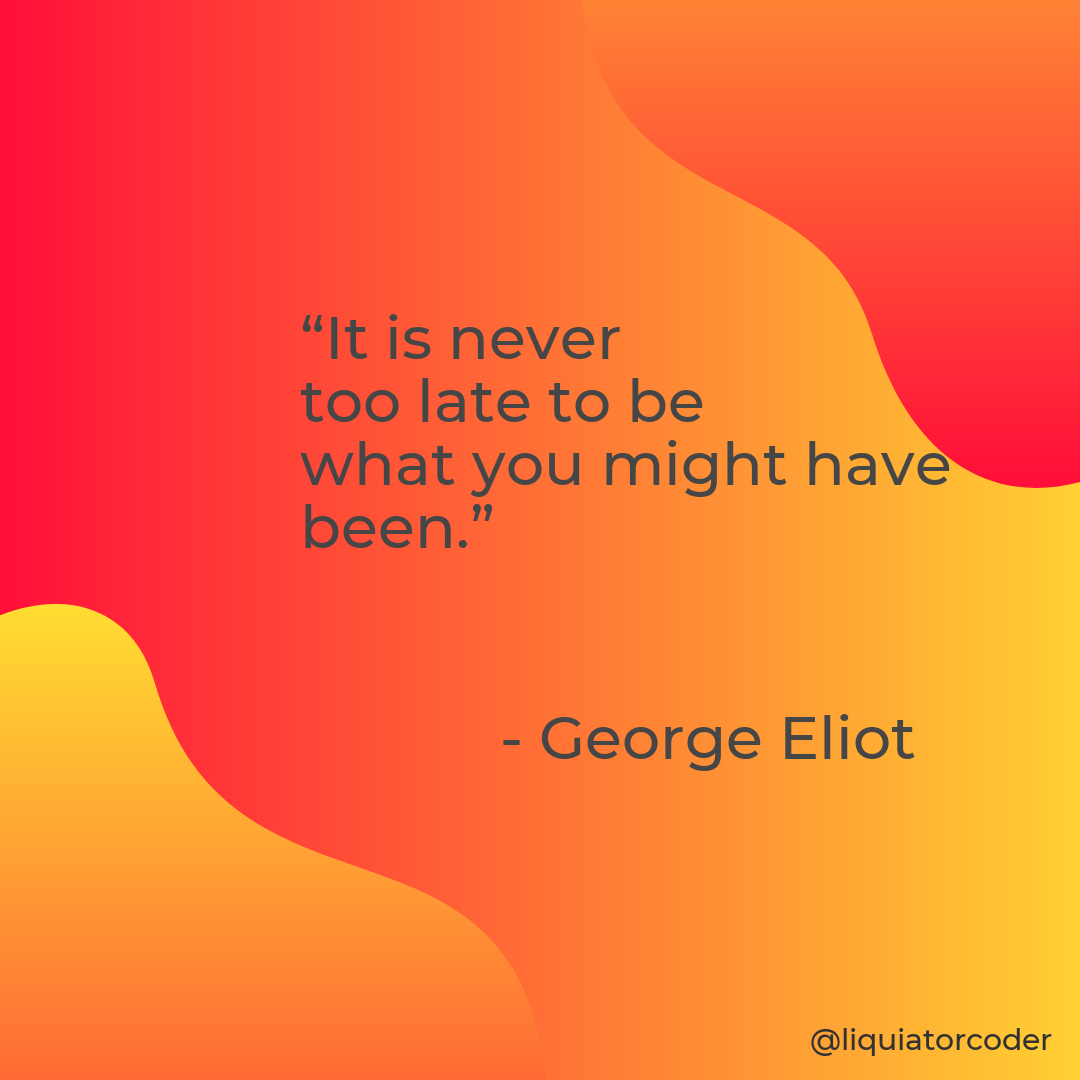 “It is never
too late to be
what you might have
been.”
- George Eliot
@liquiatorcoder